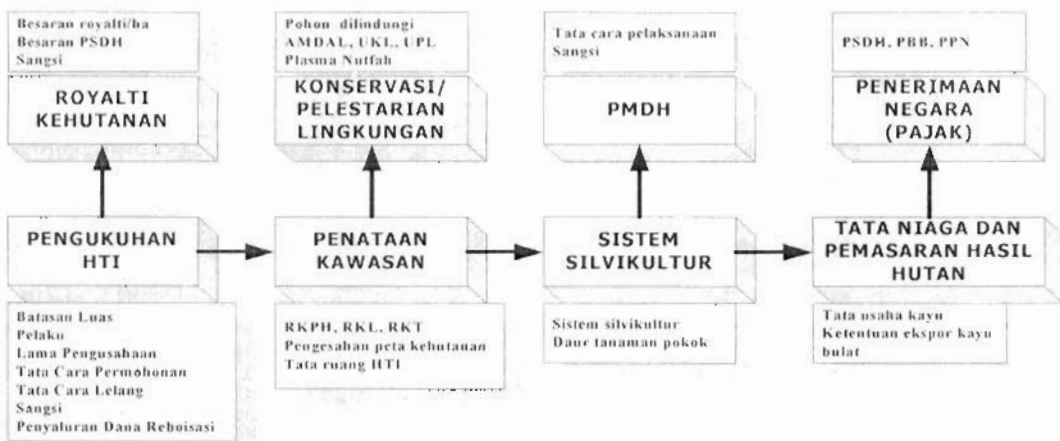 Besaran royalti/ha
Besaran PSDH
Sangsi
ROYALTI
KEHUTANAN
Pohon dilindungi
AMDAL, UKL, UPL
Plasma Nutfah
KONSERVASI/
PELESTARIAN
LINGKUNGAN
Tata cara pelaksanaan
Sangsi
PMDH
PSDH, PBB, PPN
PENERIMAAN
NEGARA
(PAJAK)
PENGUKUHAN
HTI
Batasan Luas
Pelaku
Lama Pengusahaan
Tata Cara Permohonan
Tata Cara Lelang
Sangsi
Penyaluran Dana Reboisasi
PENATAAN
KAWASAN
RKPH, RKL, RKT
Pengesahan peta kehutanan
Tata ruang HTI
SISTEM
SILVIKULTUR
Sistem silvikultur
Daur tanaman pokok
TATA NIAGA DAN
PEMASARAN HASIL
HUTAN
Tata usaha kayu
Ketentuan ekspor kayu
bulat